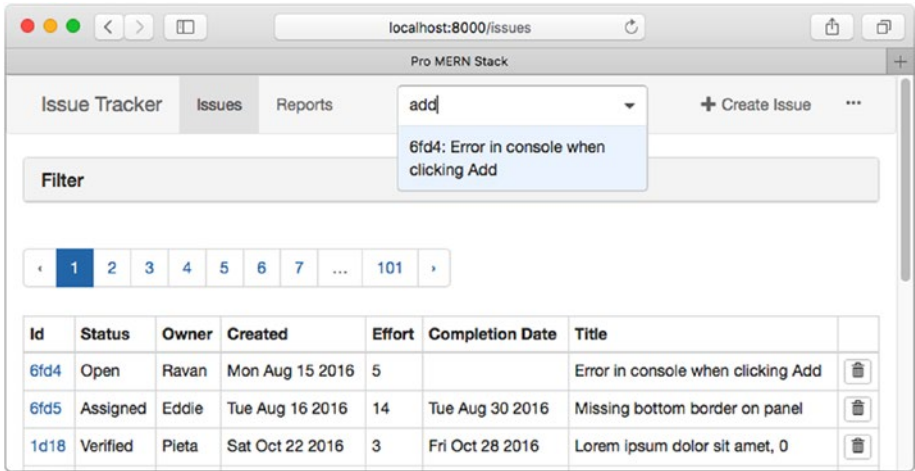 localhost:8000/issues
Pro MERN Stack
Issue Tracker Issues Reports add + Create Issue ...
6fd4: Error in console when
clicking Add
Filter
‹ 1 2 3 4 5 6 7 ... 101 ›
Id Status Owner Created Effort Completion Date Title
6fd4 Open Ravan Mon Aug 15 2016 5 Error in console when clicking Add
6fd5 Assigned Eddie Tue Aug 16 2016 14 Tue Aug 30 2016 Missing bottom border on panel
1d18 Verified Pieta Sat Oct 22 2016 3 Fri Oct 28 2016 Lorem ipsum dolor sit amet, 0